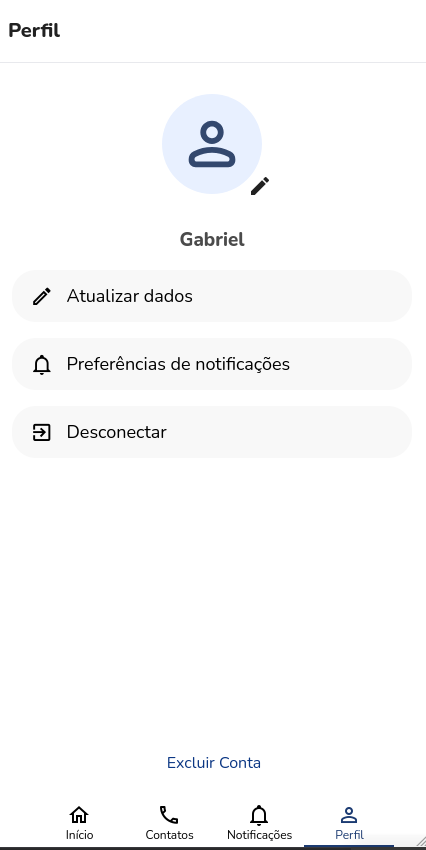 Perfil
Gabriel
Atualizar dados
Preferências de notificações
Desconectar
Excluir Conta
Início
Contatos
Notificações
Perfil